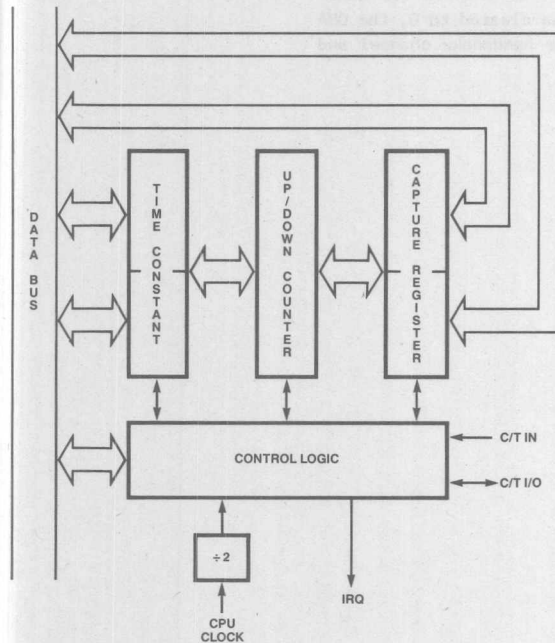 DATA BUS
TIME CONSTANT
UP/DOWN COUNTER
CAPTURE REGISTER
CONTROL LOGIC
C/T IN
C/T I/O
÷2
CPU
CLOCK
IRQ